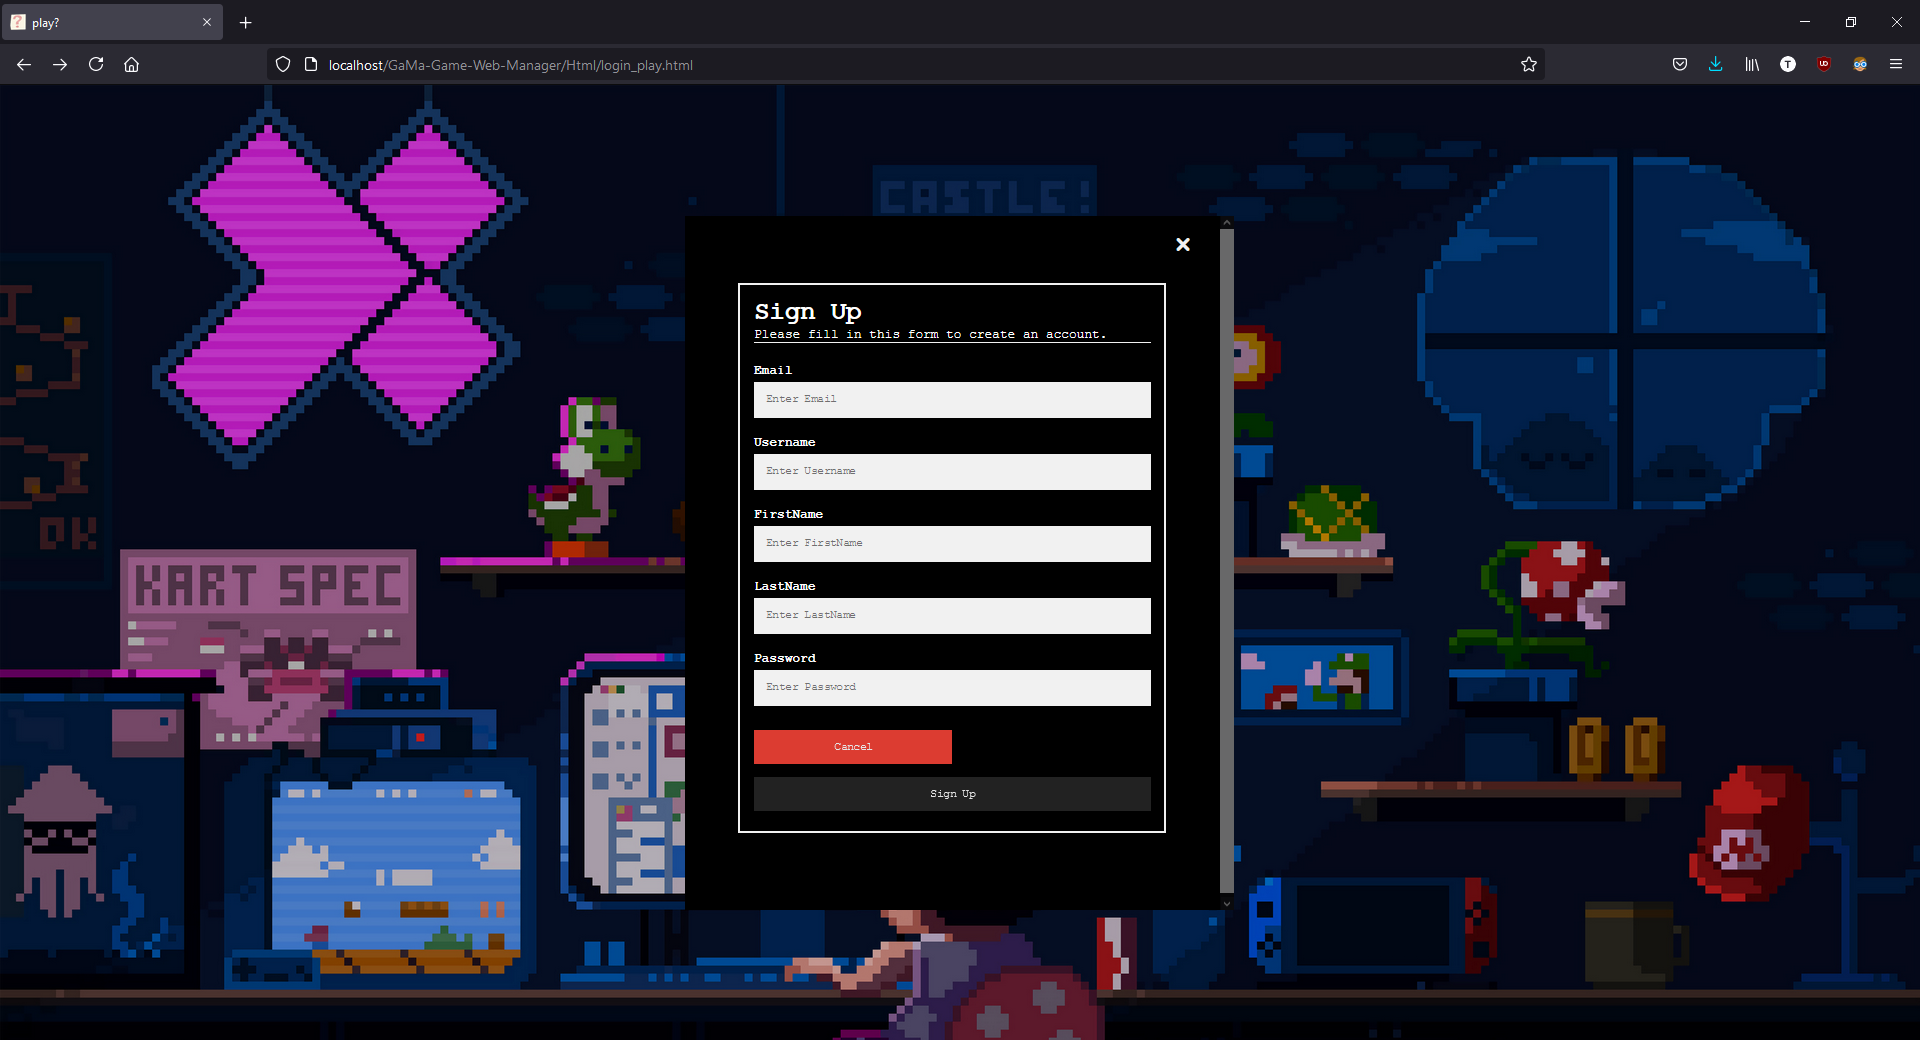 play?
localhost/GaMa-Game-Web-Manager/Html/login_play.html
CASTLE!
DK
KART SPEC
Sign Up
Please fill in this form to create an account.
Email
Enter Email
Username
Enter Username
FirstName
Enter FirstName
LastName
Enter LastName
Password
Enter Password
Cancel
Sign Up